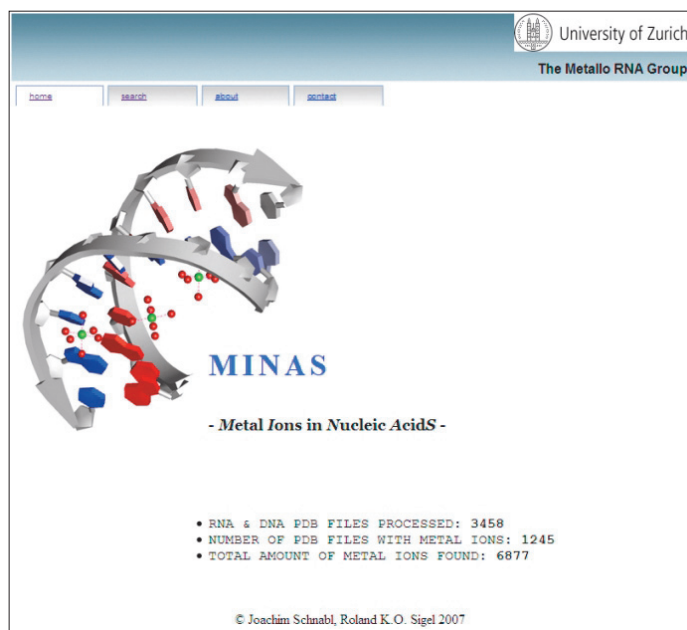 University of Zurich
The Metallo RNA Group
home search about contact
MINAS
- Metal Ions in Nucleic AcidS -
• RNA & DNA PDB FILES PROCESSED: 3458
• NUMBER OF PDB FILES WITH METAL IONS: 1245
• TOTAL AMOUNT OF METAL IONS FOUND: 6877
© Joachim Schnabl, Roland K.O. Sigel 2007